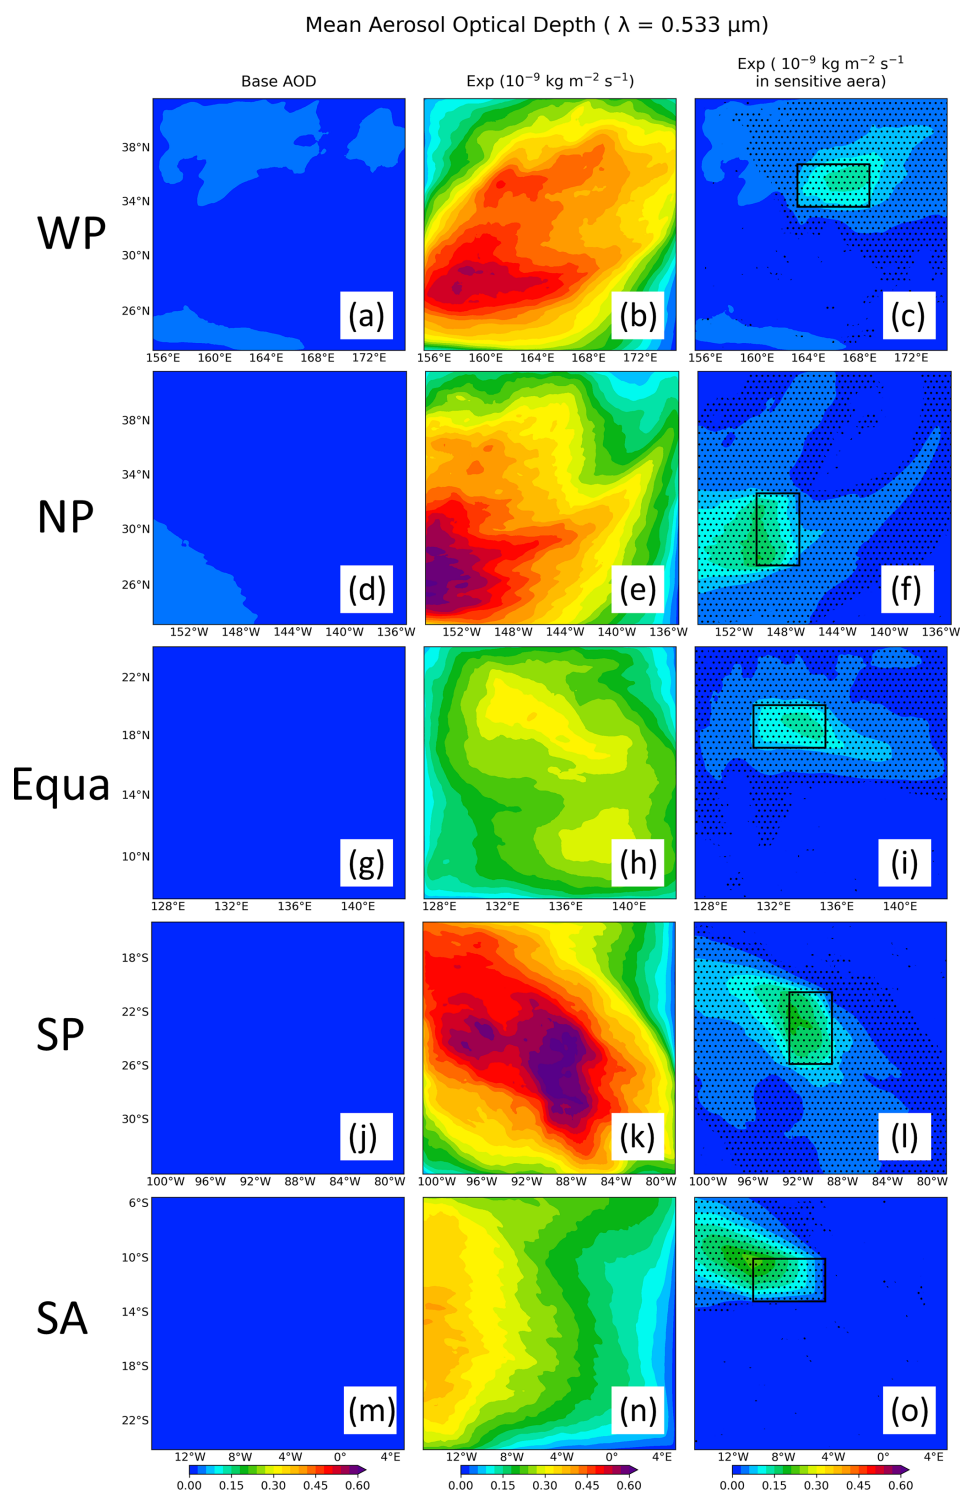 Mean Aerosol Optical Depth ( λ = 0.533 μm)
Base AOD
Exp (10⁻⁹ kg m⁻² s⁻¹)
Exp ( 10⁻⁹ kg m⁻² s⁻¹
in sensitive aera)
WP
38°N
34°N
30°N
26°N
(a)
(b)
(c)
156°E 160°E 164°E 168°E 172°E
156°E 160°E 164°E 168°E 172°E
156°E 160°E 164°E 168°E 172°E
NP
38°N
34°N
30°N
26°N
(d)
(e)
(f)
152°W 148°W 144°W 140°W 136°W
152°W 148°W 144°W 140°W 136°W
152°W 148°W 144°W 140°W 136°W
Equa
22°N
18°N
14°N
10°N
(g)
(h)
(i)
128°E 132°E 136°E 140°E
128°E 132°E 136°E 140°E
128°E 132°E 136°E 140°E
SP
18°S
22°S
26°S
30°S
(j)
(k)
(l)
100°W 96°W 92°W 88°W 84°W 80°W
100°W 96°W 92°W 88°W 84°W 80°W
100°W 96°W 92°W 88°W 84°W 80°W
SA
6°S
10°S
14°S
18°S
22°S
(m)
(n)
(o)
12°W 8°W 4°W 0° 4°E
12°W 8°W 4°W 0° 4°E
12°W 8°W 4°W 0° 4°E
0.00 0.15 0.30 0.45 0.60
0.00 0.15 0.30 0.45 0.60
0.00 0.15 0.30 0.45 0.60